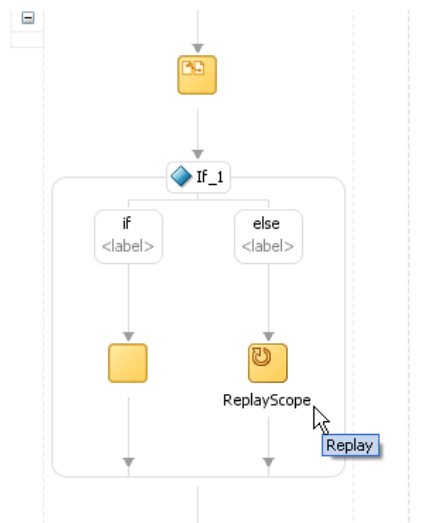 If_1
if
<label>
else
<label>
ReplayScope
Replay